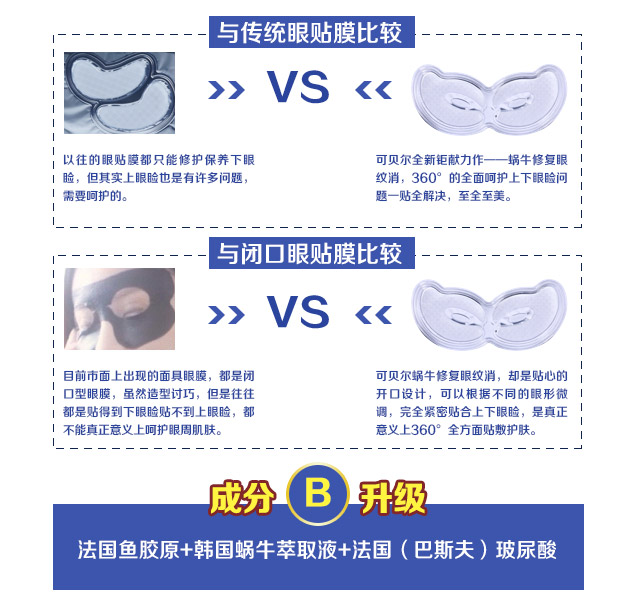 与传统眼贴膜比较
VS
以往的眼贴膜都只能修护保养下眼
睑，但其实上眼睑也是有许多问题，
需要呵护的。
可贝尔全新钜献力作——蜗牛修复眼
纹消，360°的全面呵护上下眼睑问
题一贴全解决，至全至美。
与闭口眼贴膜比较
VS
目前市面上出现的面具眼膜，都是闭
口型眼膜，虽然造型讨巧，但是往往
都是贴得到下眼睑贴不到上眼睑，都
不能真正意义上呵护眼周肌肤。
可贝尔蜗牛修复眼纹消，却是贴心的
开口设计，可以根据不同的眼形微
调，完全紧密贴合上下眼睑，是真正
意义上360°全方面贴敷护肤。
成分 B 升级
法国鱼胶原+韩国蜗牛萃取液+法国（巴斯夫）玻尿酸